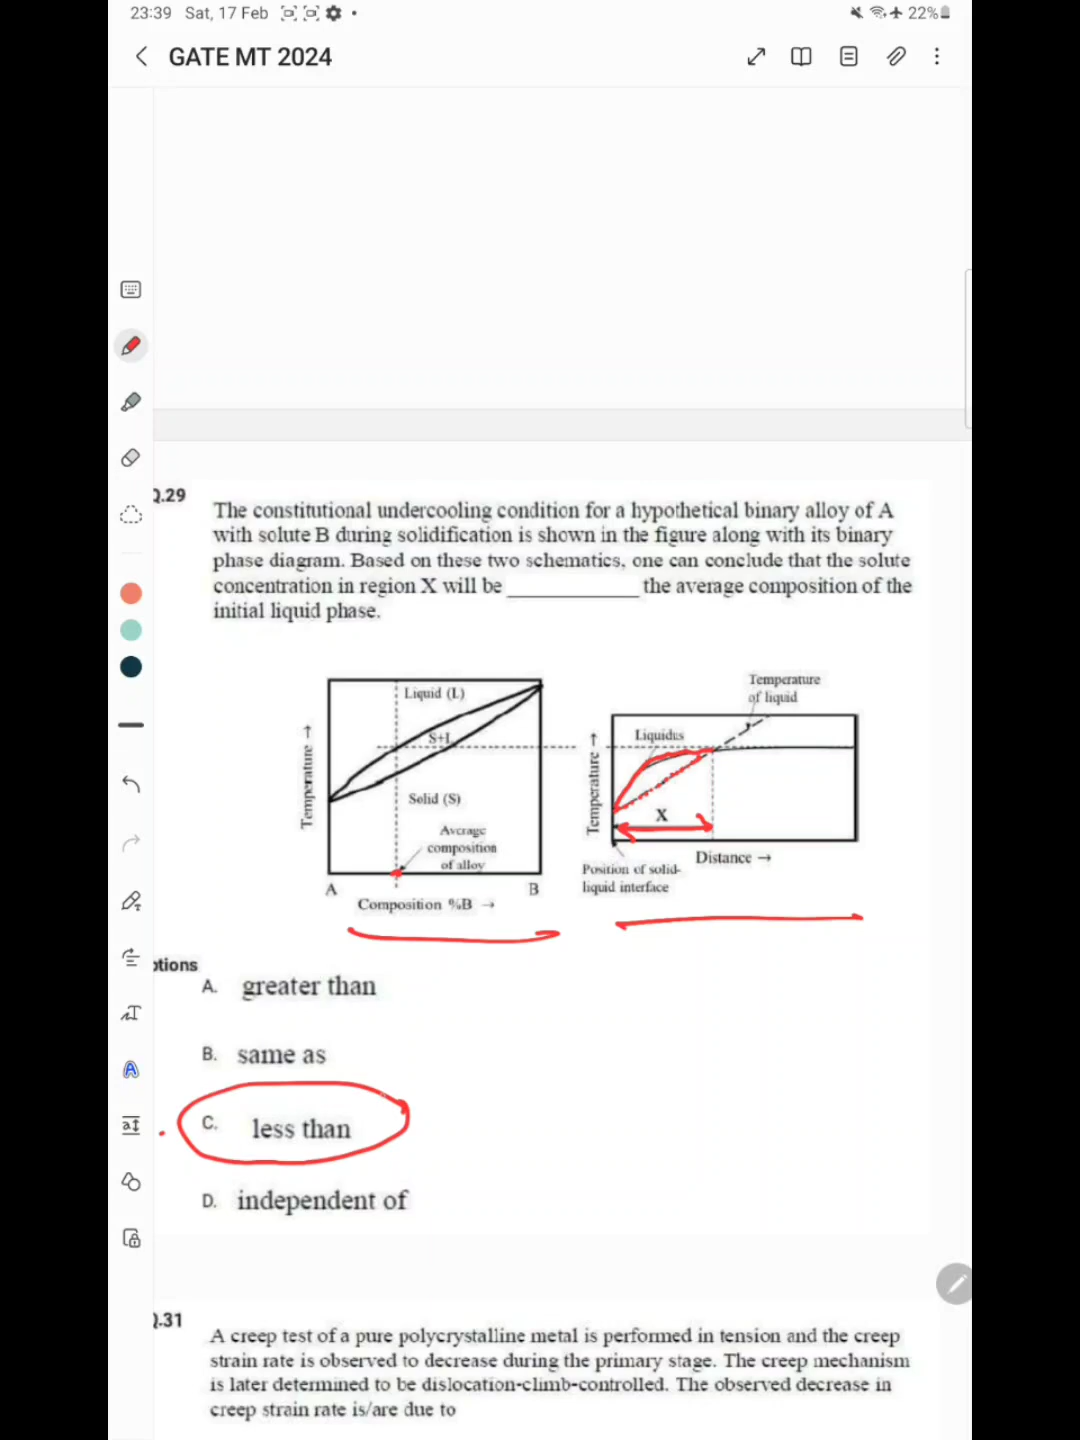 23:39 Sat, 17 Feb
22%
GATE MT 2024
Q.29
The constitutional undercooling condition for a hypothetical binary alloy of A
with solute B during solidification is shown in the figure along with its binary
phase diagram. Based on these two schematics, one can conclude that the solute
concentration in region X will be ____________ the average composition of the
initial liquid phase.
Temperature →
Liquid (L)
S+L
Solid (S)
Average
composition
of alloy
A
B
Composition %B →
Temperature
of liquid
Liquidus
Temperature →
X
Distance →
Position of solid-
liquid interface
ptions
A. greater than
B. same as
C. less than
D. independent of
Q.31
A creep test of a pure polycrystalline metal is performed in tension and the creep
strain rate is observed to decrease during the primary stage. The creep mechanism
is later determined to be dislocation-climb-controlled. The observed decrease in
creep strain rate is/are due to